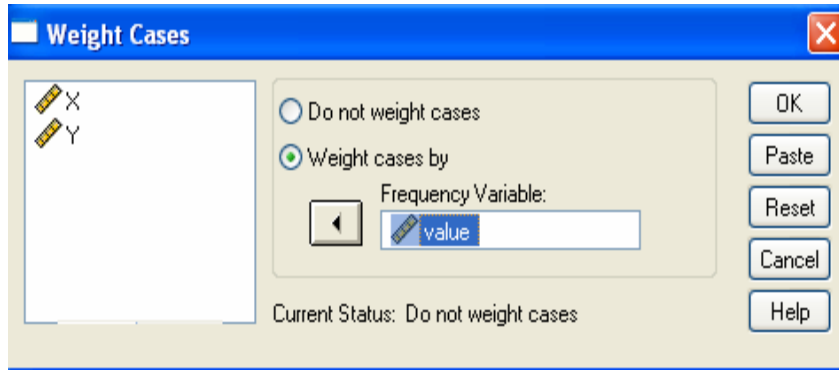 Weight Cases
X
Y
Do not weight cases
Weight cases by
Frequency Variable:
value
Current Status: Do not weight cases
OK
Paste
Reset
Cancel
Help